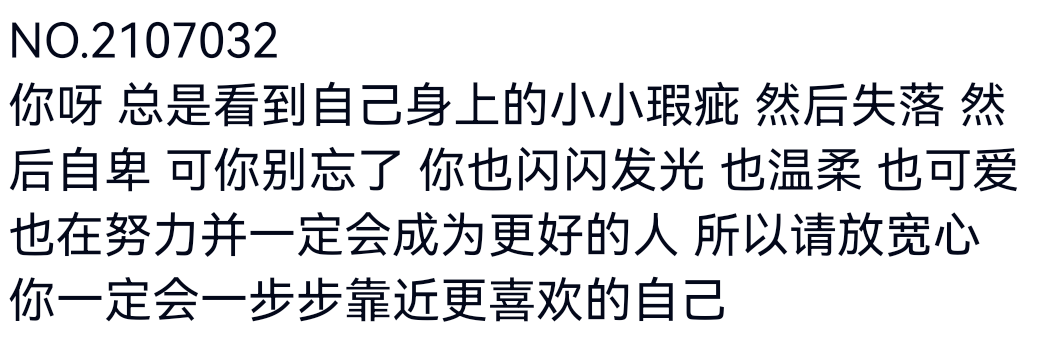 NO.2107032
你呀 总是看到自己身上的小小瑕疵 然后失落 然
后自卑 可你别忘了 你也闪闪发光 也温柔 也可爱
也在努力并一定会成为更好的人 所以请放宽心
你一定会一步步靠近更喜欢的自己